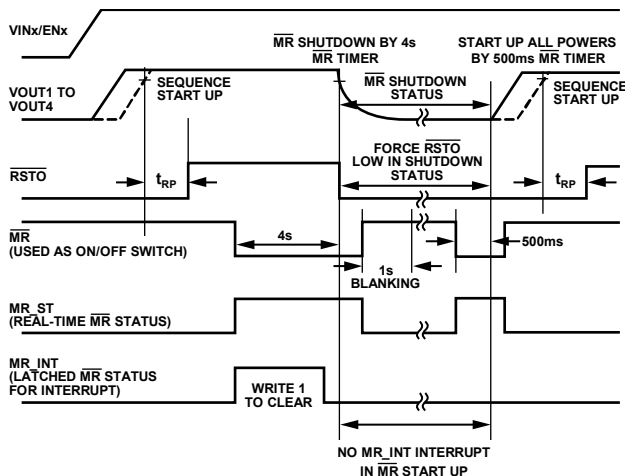 VINx/ENx
MR SHUTDOWN BY 4s
MR TIMER
START UP ALL POWERS
BY 500ms MR TIMER
VOUT1 TO
VOUT4
SEQUENCE
START UP
MR SHUTDOWN
STATUS
SEQUENCE
START UP
RSTO
tRP
FORCE RSTO
LOW IN SHUTDOWN
STATUS
tRP
MR
(USED AS ON/OFF SWITCH)
4s
1s
BLANKING
500ms
MR_ST
(REAL-TIME MR STATUS)
MR_INT
(LATCHED MR STATUS
FOR INTERRUPT)
WRITE 1
TO CLEAR
NO MR_INT INTERRUPT
IN MR START UP